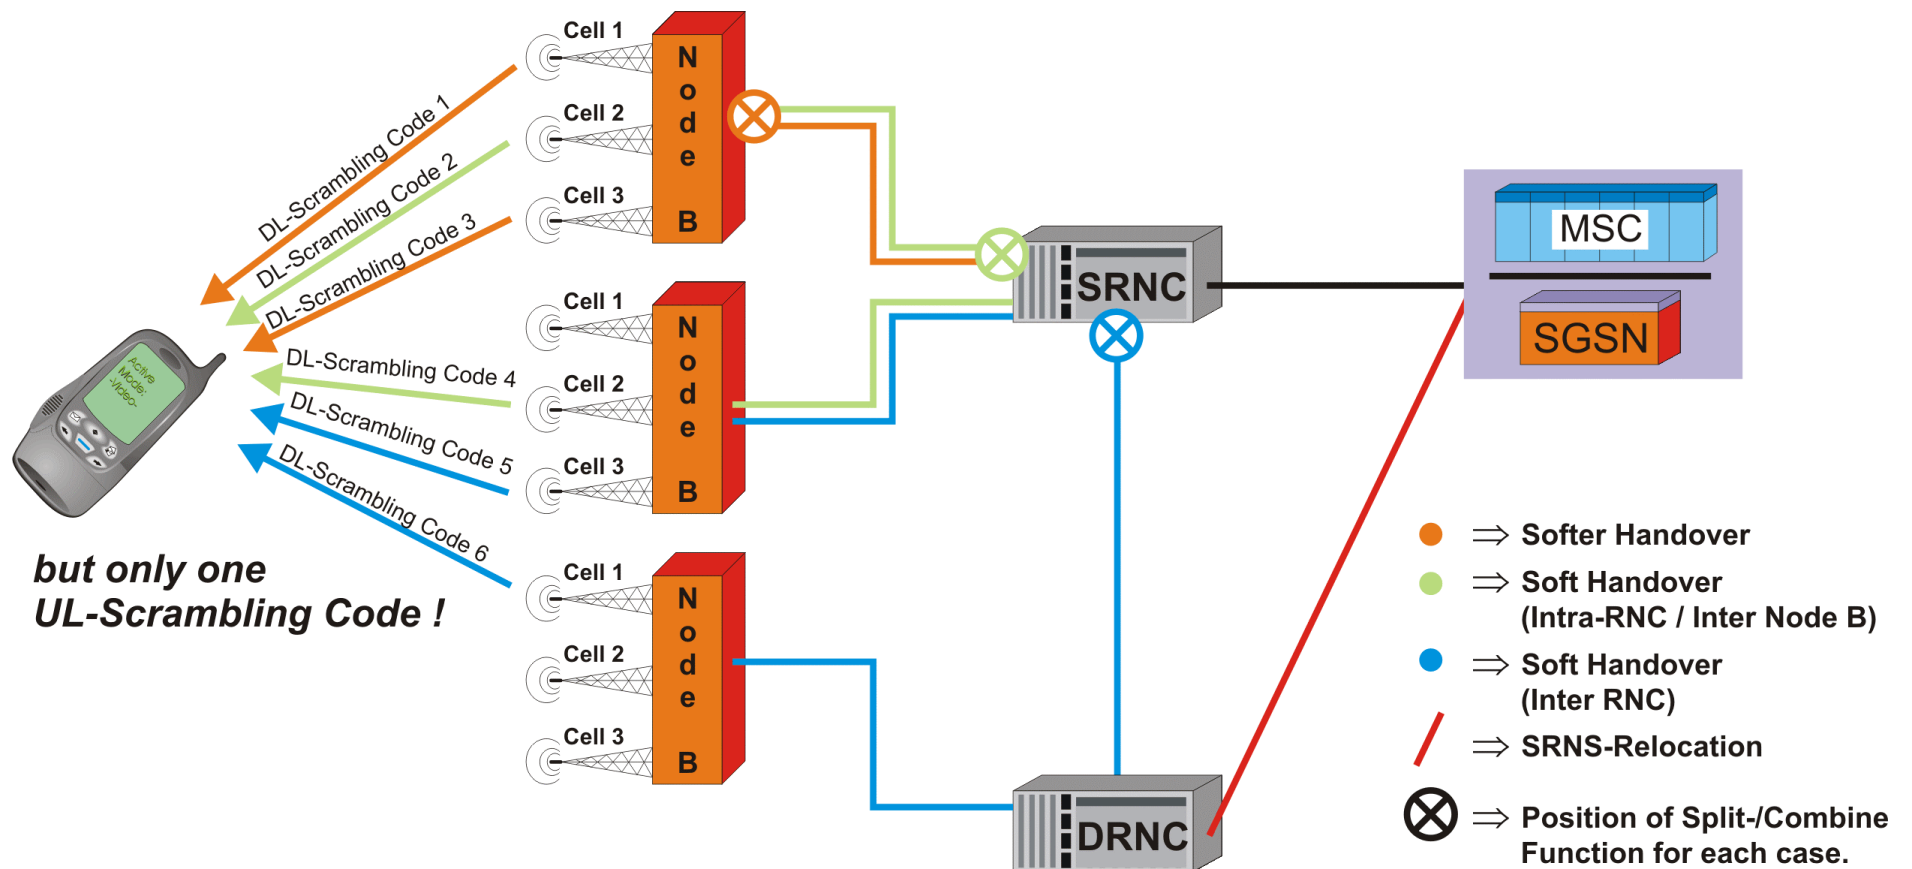 Cell 1
Cell 2
Cell 3
Node B
DL-Scrambling Code 1
DL-Scrambling Code 2
DL-Scrambling Code 3
Cell 1
Cell 2
Cell 3
Node B
DL-Scrambling Code 4
DL-Scrambling Code 5
DL-Scrambling Code 6
Active
Mode:
-Video-
but only one
UL-Scrambling Code !
Cell 1
Cell 2
Cell 3
Node B
SRNC
DRNC
MSC
SGSN
⇒ Softer Handover
⇒ Soft Handover
(Intra-RNC / Inter Node B)
⇒ Soft Handover
(Inter RNC)
⇒ SRNS-Relocation
⇒ Position of Split-/Combine
Function for each case.